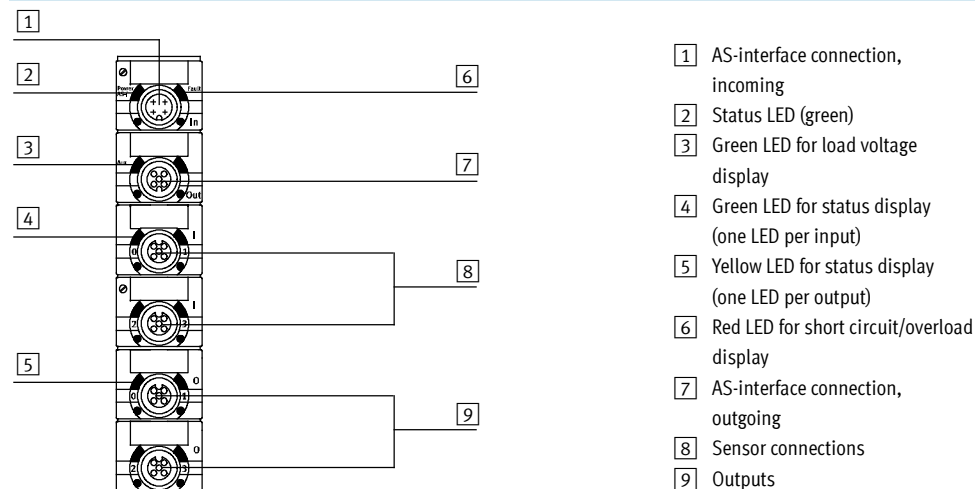 1
2
3
4
5
6
7
8
9
Power
Fault
In
Aux
Out
I
0 1
I
2 3
O
0 1
O
2 3
1 AS-interface connection,
incoming
2 Status LED (green)
3 Green LED for load voltage
display
4 Green LED for status display
(one LED per input)
5 Yellow LED for status display
(one LED per output)
6 Red LED for short circuit/overload
display
7 AS-interface connection,
outgoing
8 Sensor connections
9 Outputs